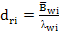 d_ri = B̅_wi / λ_wi